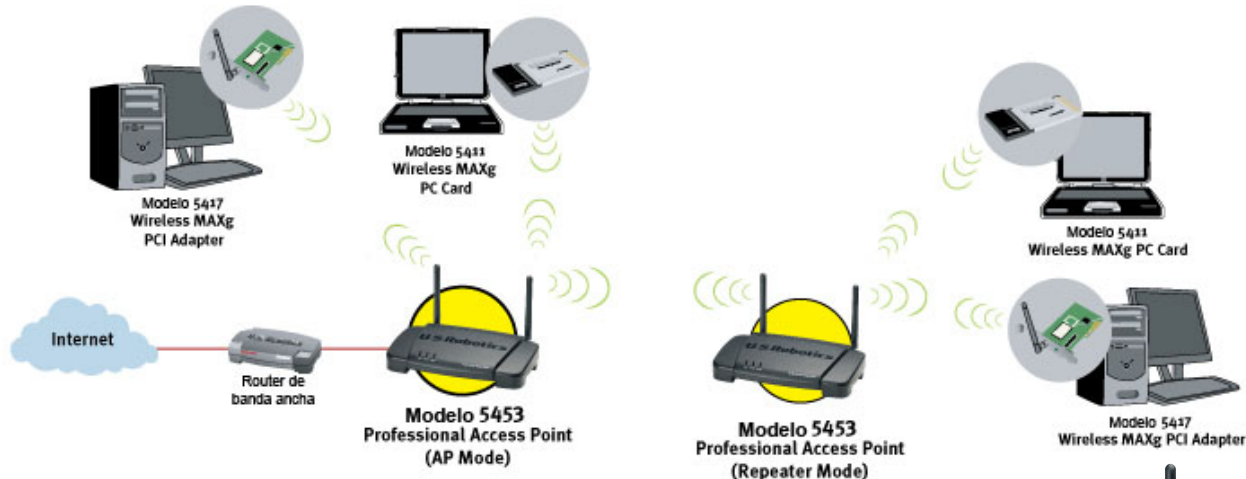 Modelo 5417
Wireless MAXg
PCI Adapter
Modelo 5411
Wireless MAXg
PC Card
Internet
Router de
banda ancha
U.S.Robotics
Modelo 5453
Professional Access Point
(AP Mode)
U.S.Robotics
Modelo 5453
Professional Access Point
(Repeater Mode)
Modelo 5411
Wireless MAXg PC Card
Modelo 5417
Wireless MAXg PCI Adapter